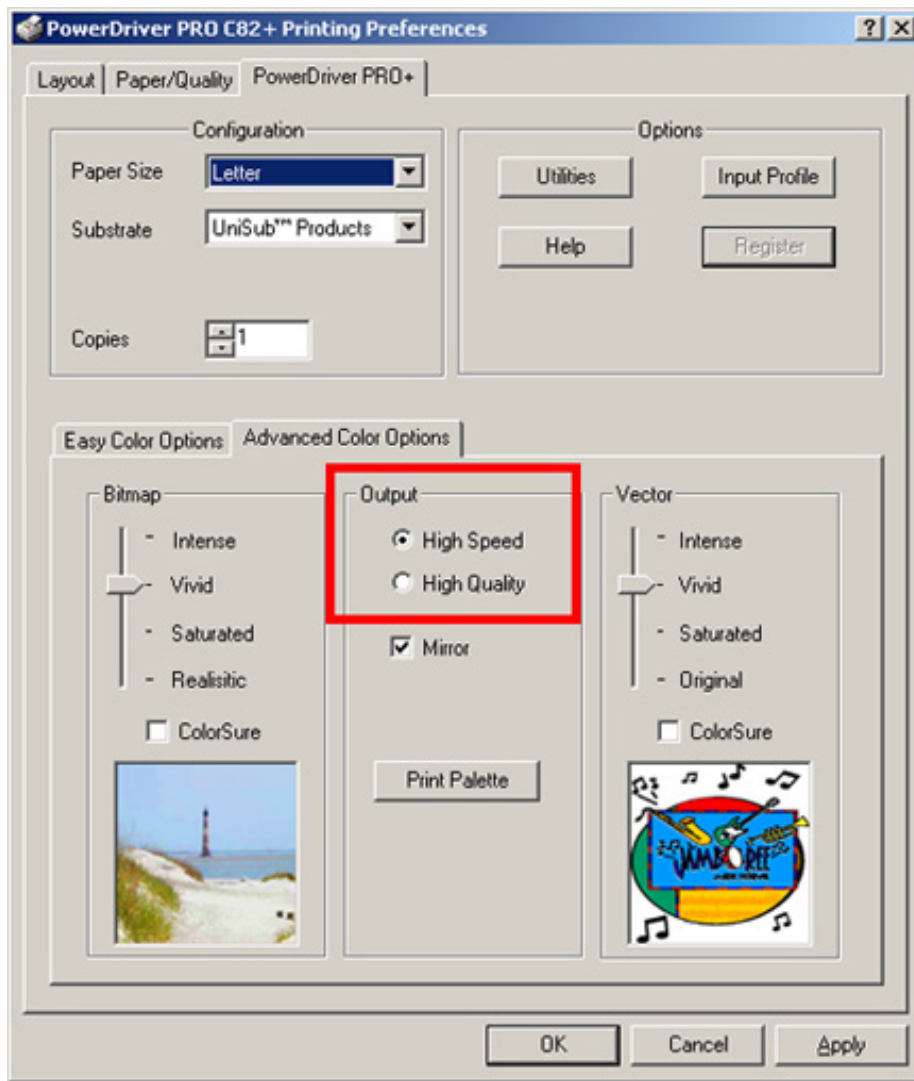 PowerDriver PRO C82+ Printing Preferences
Layout Paper/Quality PowerDriver PRO+
Configuration
Paper Size Letter
Substrate UniSub™ Products
Copies 1
Options
Utilities Input Profile
Help Register
Easy Color Options Advanced Color Options
Bitmap
Intense
Vivid
Saturated
Realisitic
ColorSure
Output
High Speed
High Quality
Mirror
Print Palette
Vector
Intense
Vivid
Saturated
Original
ColorSure
JAMBOREE
OK Cancel Apply